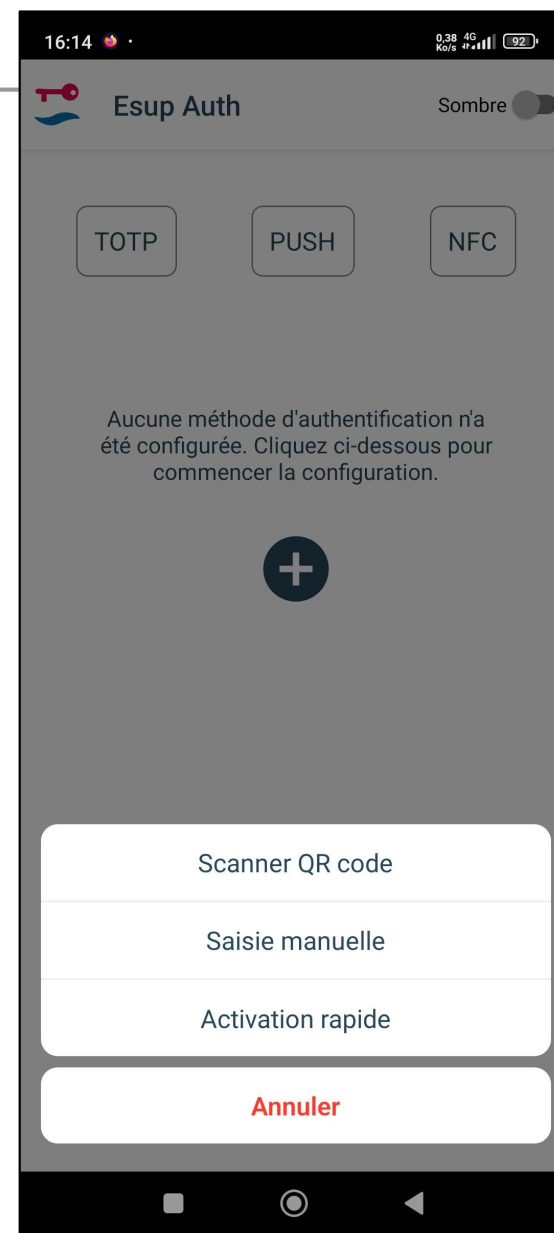 16:14
0,38 4G 92
Ko/s
Esup Auth Sombre
TOTP PUSH NFC
Aucune méthode d'authentification n'a
été configurée. Cliquez ci-dessous pour
commencer la configuration.
Scanner QR code
Saisie manuelle
Activation rapide
Annuler